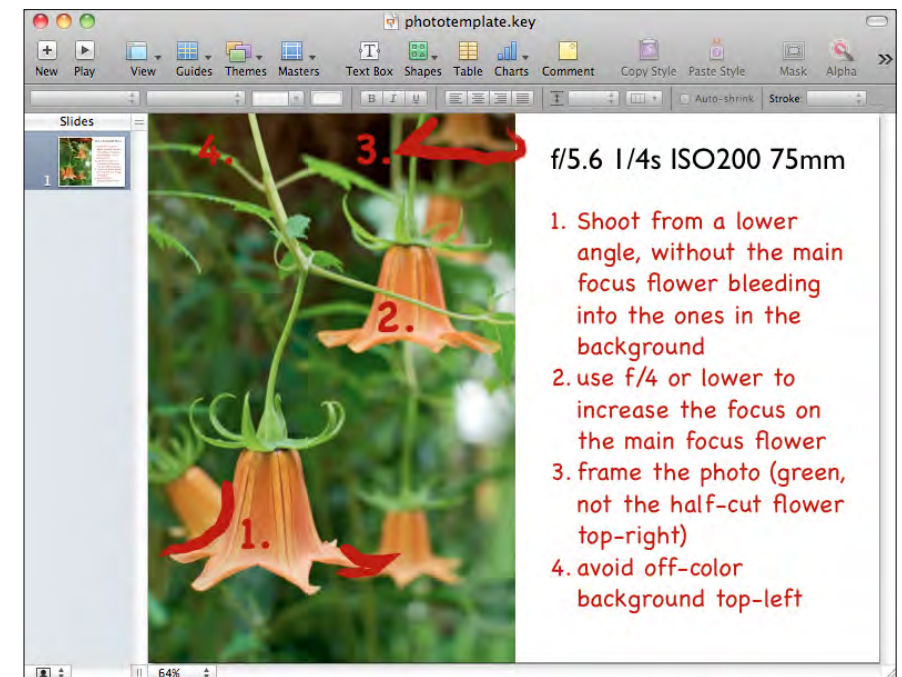 phototemplate.key
New Play View Guides Themes Masters Text Box Shapes Table Charts Comment Copy Style Paste Style Mask Alpha
B I U Auto-shrink Stroke:
Slides
1
4. 3.
2.
1.
f/5.6 1/4s ISO200 75mm
1. Shoot from a lower
angle, without the main
focus flower bleeding
into the ones in the
background
2. use f/4 or lower to
increase the focus on
the main focus flower
3. frame the photo (green,
not the half-cut flower
top-right)
4. avoid off-color
background top-left
64%